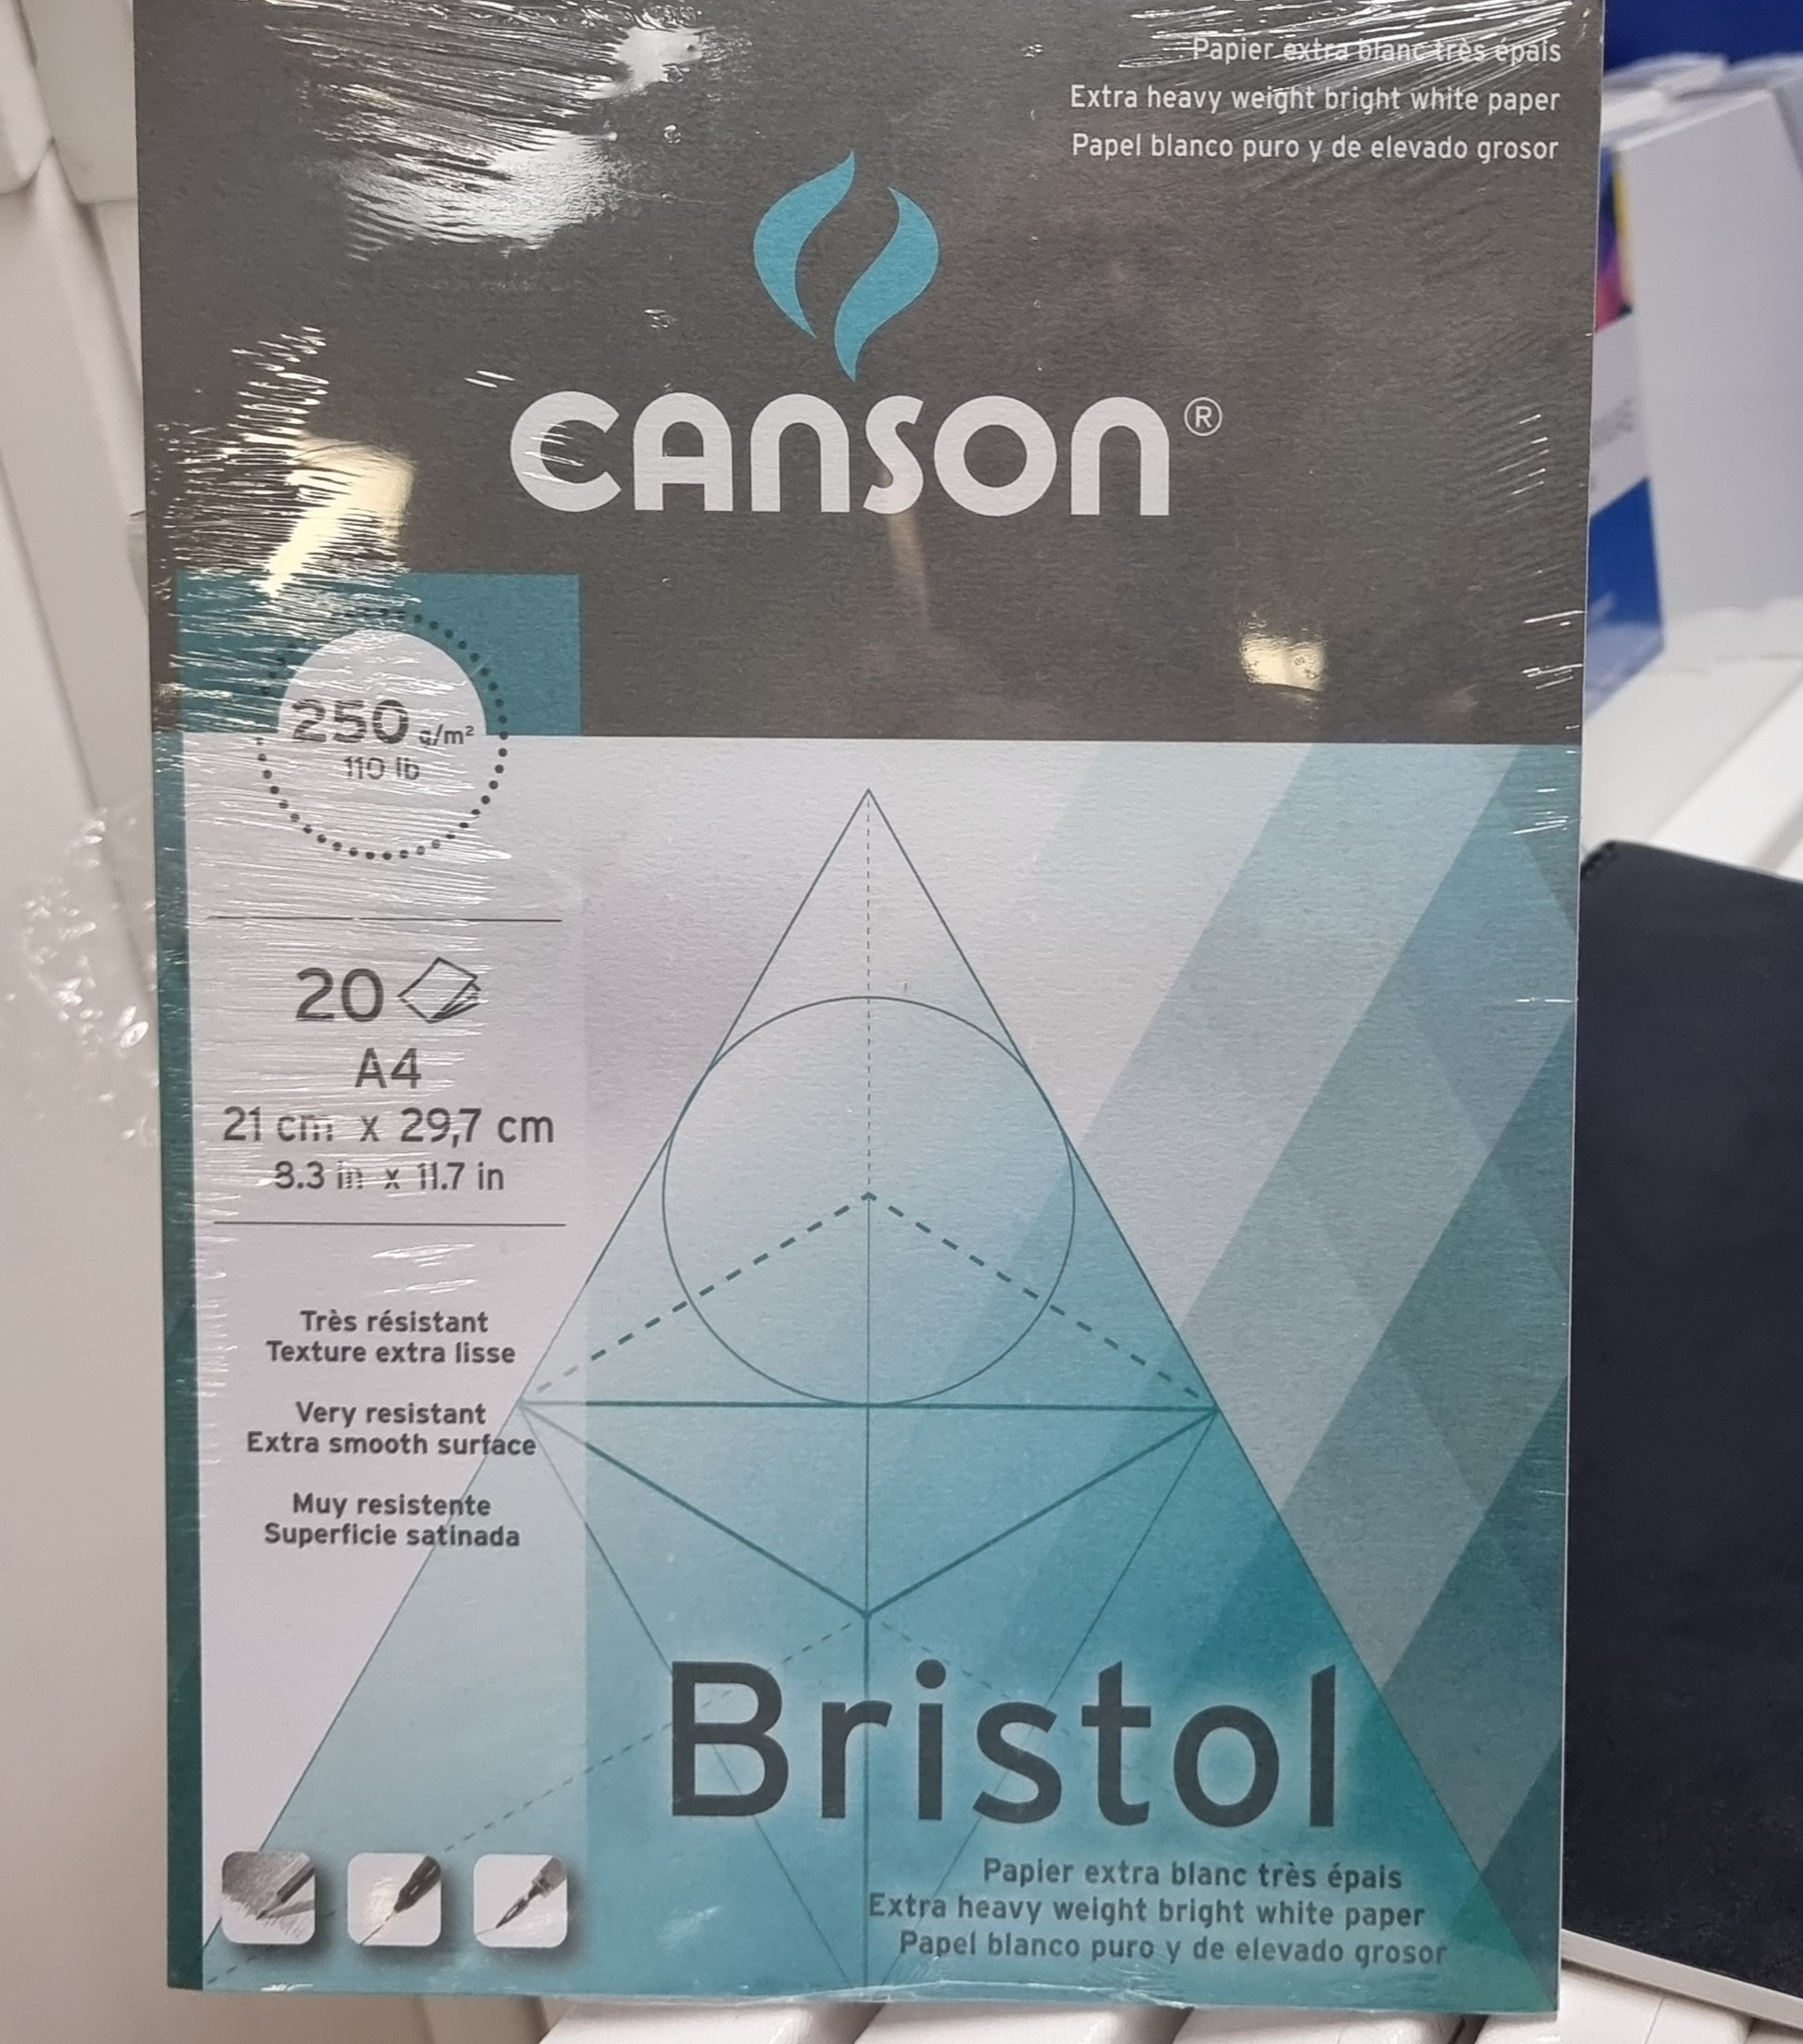 Papier extra blanc très épais
Extra heavy weight bright white paper
Papel blanco puro y de elevado grosor
CANSON®
250 g/m²
110 lb
20
A4
21 cm x 29,7 cm
8.3 in x 11.7 in
Très résistant
Texture extra lisse
Very resistant
Extra smooth surface
Muy resistente
Superficie satinada
Bristol
Papier extra blanc très épais
Extra heavy weight bright white paper
Papel blanco puro y de elevado grosor